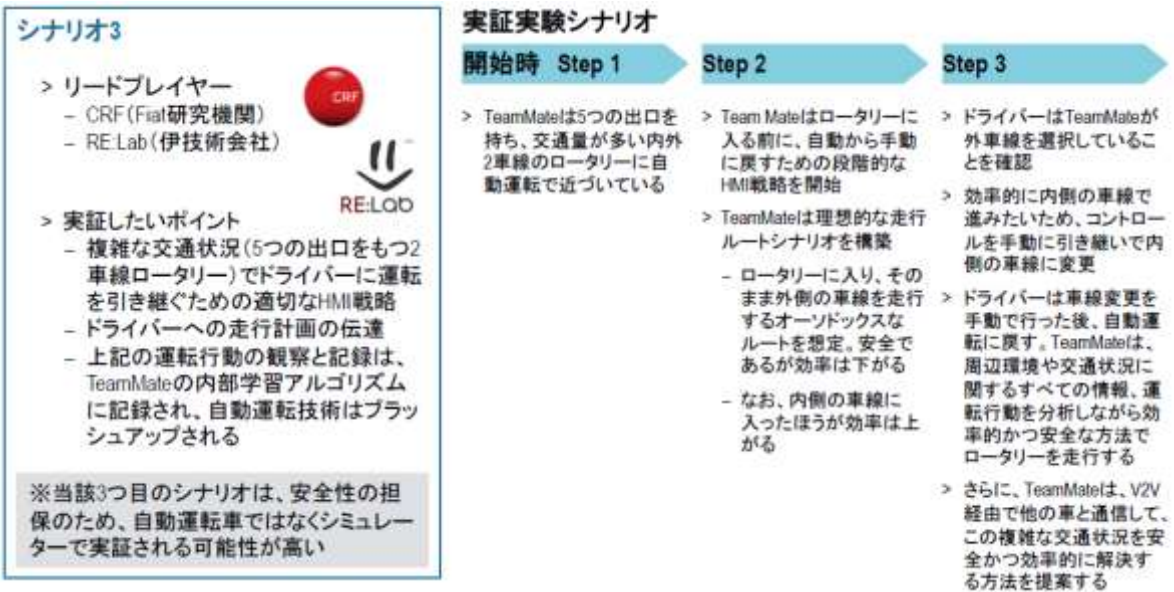 シナリオ3
> リードプレイヤー
– CRF(Fiat研究機関)
– RE:Lab(伊技術会社)
CRF
RE:Lab
> 実証したいポイント
– 複雑な交通状況(5つの出口をもつ2
車線ロータリー)でドライバーに運転
を引き継ぐための適切なHMI戦略
– ドライバーへの走行計画の伝達
– 上記の運転行動の観察と記録は、
TeamMateの内部学習アルゴリズム
に記録され、自動運転技術はブラッ
シュアップされる
※当該3つ目のシナリオは、安全性の担
保のため、自動運転車ではなくシミュレー
ターで実証される可能性が高い
実証実験シナリオ
開始時 Step 1
> TeamMateは5つの出口を
持ち、交通量が多い内外
2車線のロータリーに自
動運転で近づいている
Step 2
> Team Mateはロータリーに
入る前に、自動から手動
に戻すための段階的な
HMI戦略を開始
> TeamMateは理想的な走行
ルートシナリオを構築
– ロータリーに入り、その
まま外側の車線を走行
するオーソドックスな
ルートを想定。安全で
あるが効率は下がる
– なお、内側の車線に
入ったほうが効率は上
がる
Step 3
> ドライバーはTeamMateが
外車線を選択しているこ
とを確認
> 効率的に内側の車線で
進みたいため、コントロー
ルを手動に引き継いで内
側の車線に変更
> ドライバーは車線変更を
手動で行った後、自動運
転に戻す。TeamMateは、
周辺環境や交通状況に
関するすべての情報、運
転行動を分析しながら効
率的かつ安全な方法で
ロータリーを走行する
> さらに、TeamMateは、V2V
経由で他の車と通信して、
この複雑な交通状況を安
全かつ効率的に解決す
る方法を提案する